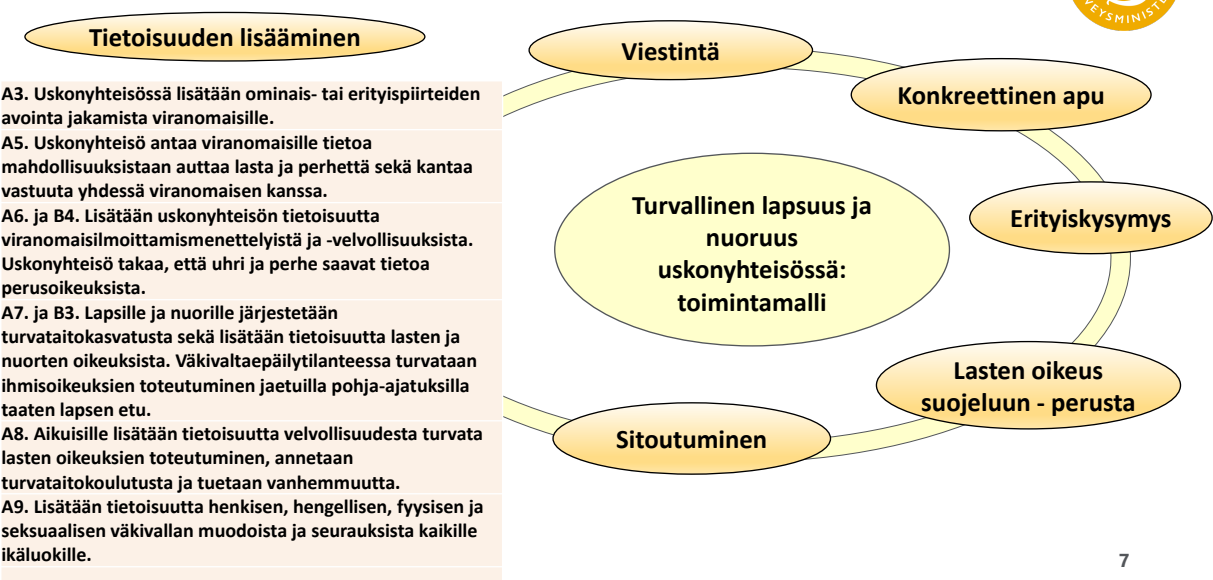 Tietoisuuden lisääminen
A3. Uskonyhteisössä lisätään ominais- tai erityispiirteiden
avointa jakamista viranomaisille.
A5. Uskonyhteisö antaa viranomaisille tietoa
mahdollisuuksistaan auttaa lasta ja perhettä sekä kantaa
vastuuta yhdessä viranomaisen kanssa.
A6. ja B4. Lisätään uskonyhteisön tietoisuutta
viranomaisilmoittamismenettelyistä ja -velvollisuuksista.
Uskonyhteisö takaa, että uhri ja perhe saavat tietoa
perusoikeuksista.
A7. ja B3. Lapsille ja nuorille järjestetään
turvataitokasvatusta sekä lisätään tietoisuutta lasten ja
nuorten oikeuksista. Väkivaltaepäilytilanteessa turvataan
ihmisoikeuksien toteutuminen jaetuilla pohja-ajatuksilla
taaten lapsen etu.
A8. Aikuisille lisätään tietoisuutta velvollisuudesta turvata
lasten oikeuksien toteutuminen, annetaan
turvataitokoulutusta ja tuetaan vanhemmuutta.
A9. Lisätään tietoisuutta henkisen, hengellisen, fyysisen ja
seksuaalisen väkivallan muodoista ja seurauksista kaikille
ikäluokille.
Viestintä
Konkreettinen apu
Erityiskysymys
Lasten oikeus
suojeluun - perusta
Sitoutuminen
Turvallinen lapsuus ja
nuoruus
uskonyhteisössä:
toimintamalli
7